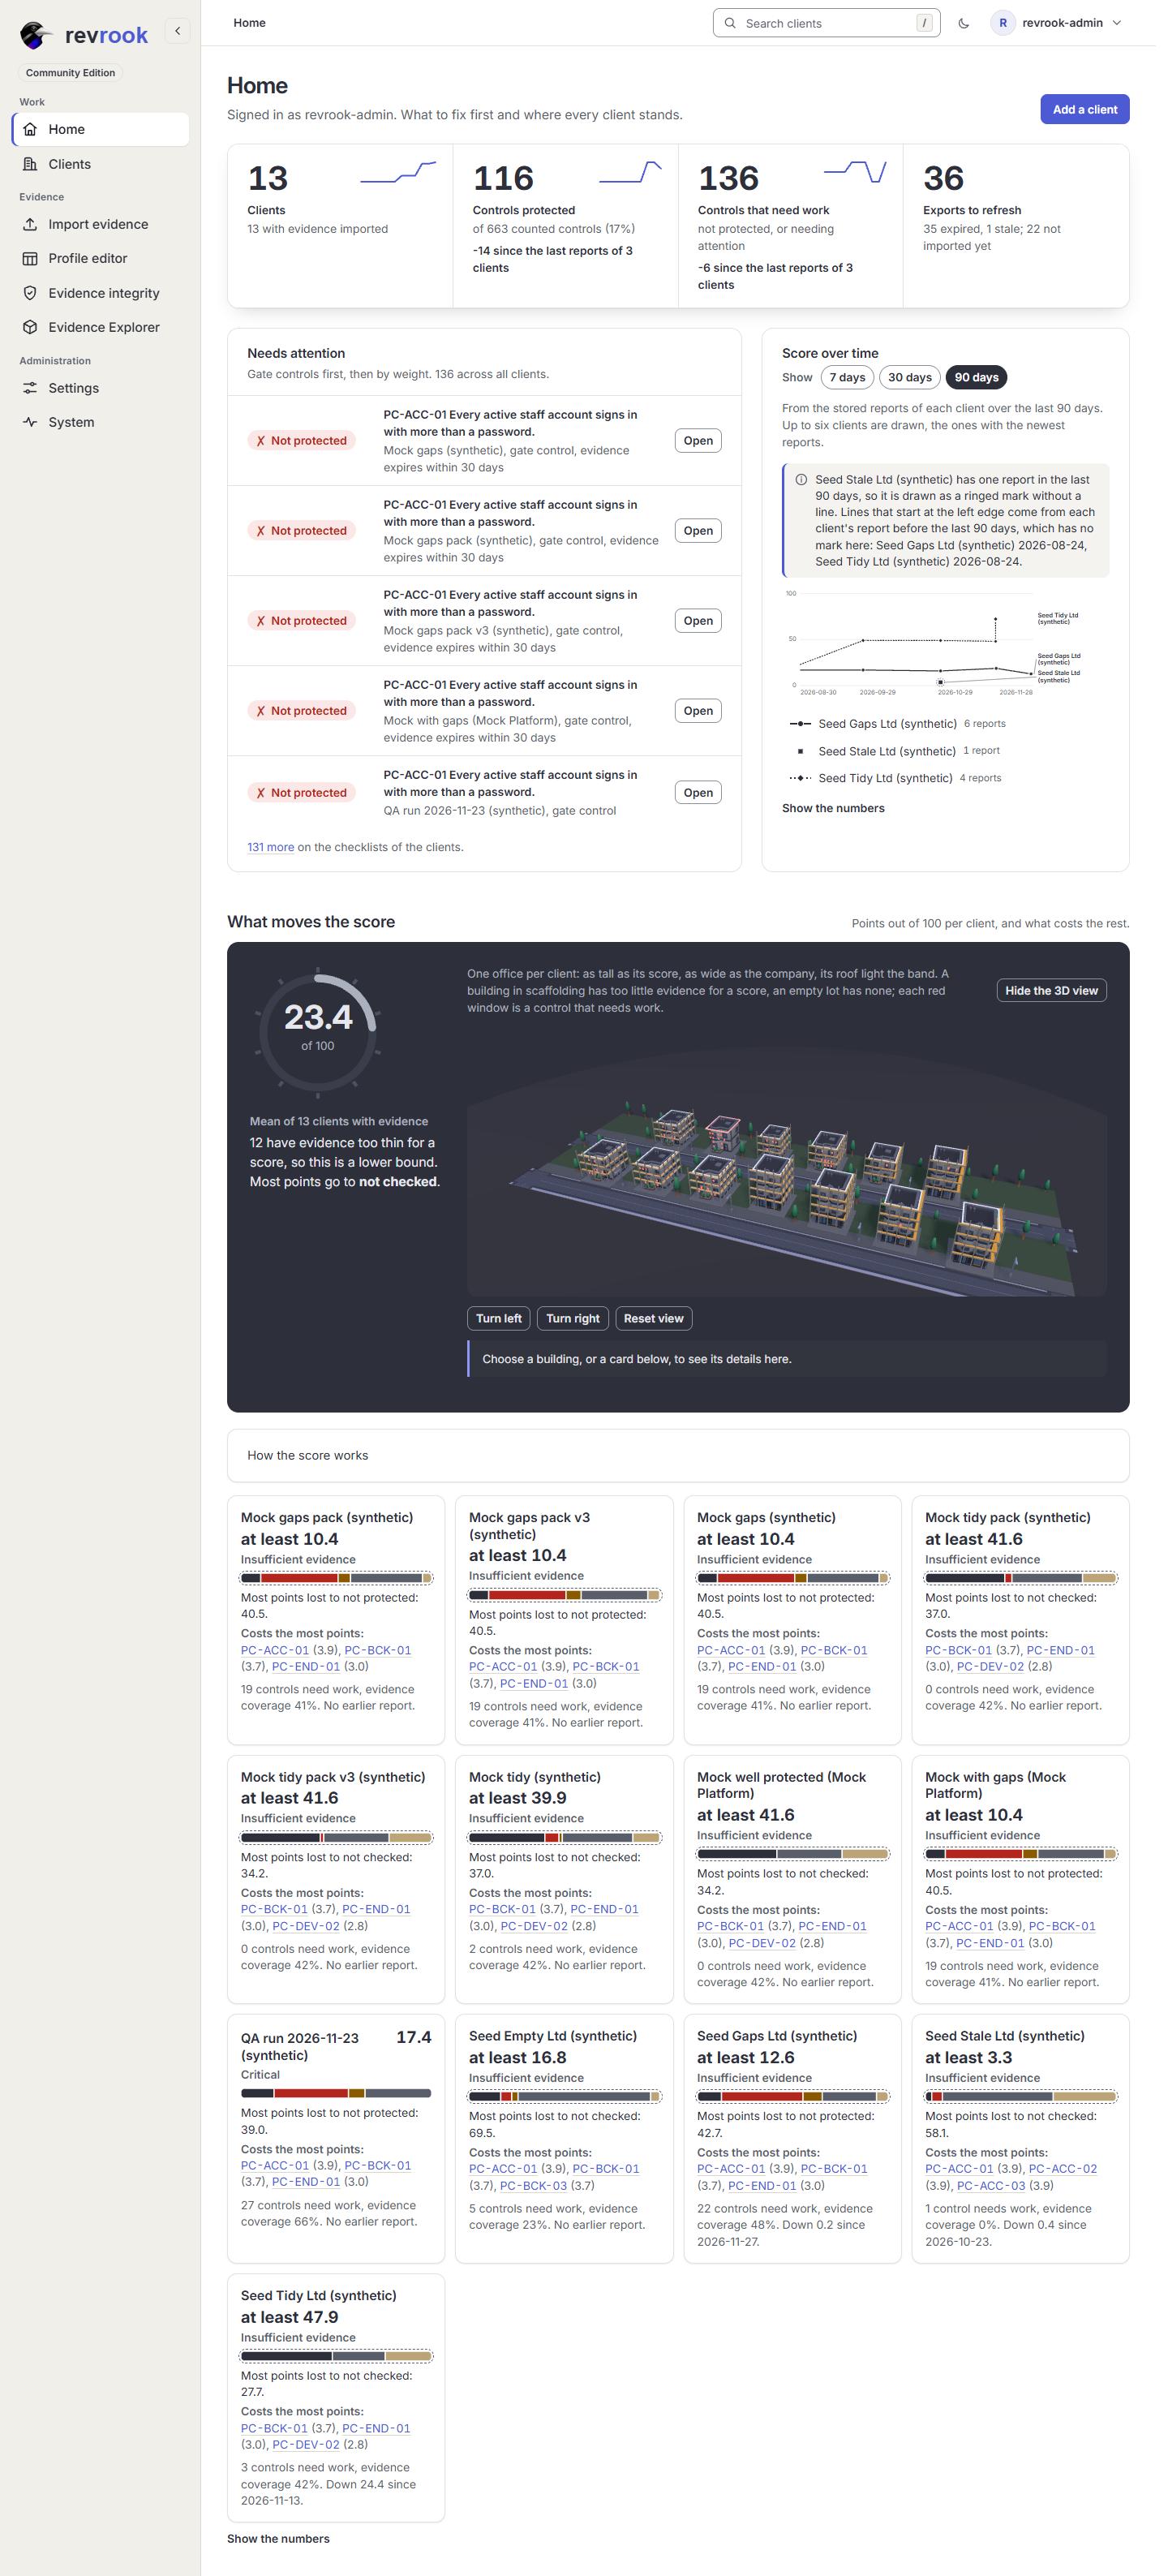 revrook
Community Edition
Work
Home
Clients
Evidence
Import evidence
Profile editor
Evidence integrity
Evidence Explorer
Administration
Settings
System
Home
Search clients
/
R
revrook-admin
Home
Signed in as revrook-admin. What to fix first and where every client stands.
Add a client
13
Clients
13 with evidence imported
116
Controls protected
of 663 counted controls (17%)
-14 since the last reports of 3
clients
136
Controls that need work
not protected, or needing
attention
-6 since the last reports of 3
clients
36
Exports to refresh
35 expired, 1 stale; 22 not
imported yet
Needs attention
Gate controls first, then by weight. 136 across all clients.
Not protected
PC-ACC-01 Every active staff account signs in
with more than a password.
Mock gaps (synthetic), gate control, evidence
expires within 30 days
Open
Not protected
PC-ACC-01 Every active staff account signs in
with more than a password.
Mock gaps pack (synthetic), gate control, evidence
expires within 30 days
Open
Not protected
PC-ACC-01 Every active staff account signs in
with more than a password.
Mock gaps pack v3 (synthetic), gate control,
evidence expires within 30 days
Open
Not protected
PC-ACC-01 Every active staff account signs in
with more than a password.
Mock with gaps (Mock Platform), gate control,
evidence expires within 30 days
Open
Not protected
PC-ACC-01 Every active staff account signs in
with more than a password.
QA run 2026-11-23 (synthetic), gate control
Open
131 more on the checklists of the clients.
Score over time
Show
7 days
30 days
90 days
From the stored reports of each client over the last 90 days.
Up to six clients are drawn, the ones with the newest
reports.
Seed Stale Ltd (synthetic) has one report in the last
90 days, so it is drawn as a ringed mark without a
line. Lines that start at the left edge come from each
client's report before the last 90 days, which has no
mark here: Seed Gaps Ltd (synthetic) 2026-08-24,
Seed Tidy Ltd (synthetic) 2026-08-24.
100
50
0
Seed Tidy Ltd
(synthetic)
Seed Gaps Ltd
(synthetic)
Seed Stale Ltd
(synthetic)
2026-08-30
2026-09-29
2026-10-29
2026-11-28
Seed Gaps Ltd (synthetic) 6 reports
Seed Stale Ltd (synthetic) 1 report
Seed Tidy Ltd (synthetic) 4 reports
Show the numbers
What moves the score
Points out of 100 per client, and what costs the rest.
23.4
of 100
Mean of 13 clients with evidence
12 have evidence too thin for a
score, so this is a lower bound.
Most points go to not checked.
One office per client: as tall as its score, as wide as the company, its roof light the band. A
building in scaffolding has too little evidence for a score, an empty lot has none; each red
window is a control that needs work.
Hide the 3D view
Turn left
Turn right
Reset view
Choose a building, or a card below, to see its details here.
How the score works
Mock gaps pack (synthetic)
at least 10.4
Insufficient evidence
Most points lost to not protected:
40.5.
Costs the most points:
PC-ACC-01 (3.9), PC-BCK-01
(3.7), PC-END-01 (3.0)
19 controls need work, evidence
coverage 41%. No earlier report.
Mock gaps pack v3
(synthetic)
at least 10.4
Insufficient evidence
Most points lost to not protected:
40.5.
Costs the most points:
PC-ACC-01 (3.9), PC-BCK-01
(3.7), PC-END-01 (3.0)
19 controls need work, evidence
coverage 41%. No earlier report.
Mock gaps (synthetic)
at least 10.4
Insufficient evidence
Most points lost to not protected:
40.5.
Costs the most points:
PC-ACC-01 (3.9), PC-BCK-01
(3.7), PC-END-01 (3.0)
19 controls need work, evidence
coverage 41%. No earlier report.
Mock tidy pack (synthetic)
at least 41.6
Insufficient evidence
Most points lost to not checked:
37.0.
Costs the most points:
PC-BCK-01 (3.7), PC-END-01
(3.0), PC-DEV-02 (2.8)
0 controls need work, evidence
coverage 42%. No earlier report.
Mock tidy pack v3 (synthetic)
at least 41.6
Insufficient evidence
Most points lost to not checked:
34.2.
Costs the most points:
PC-BCK-01 (3.7), PC-END-01
(3.0), PC-DEV-02 (2.8)
0 controls need work, evidence
coverage 42%. No earlier report.
Mock tidy (synthetic)
at least 39.9
Insufficient evidence
Most points lost to not checked:
37.0.
Costs the most points:
PC-BCK-01 (3.7), PC-END-01
(3.0), PC-DEV-02 (2.8)
2 controls need work, evidence
coverage 42%. No earlier report.
Mock well protected (Mock
Platform)
at least 41.6
Insufficient evidence
Most points lost to not checked:
34.2.
Costs the most points:
PC-BCK-01 (3.7), PC-END-01
(3.0), PC-DEV-02 (2.8)
0 controls need work, evidence
coverage 42%. No earlier report.
Mock with gaps (Mock
Platform)
at least 10.4
Insufficient evidence
Most points lost to not protected:
40.5.
Costs the most points:
PC-ACC-01 (3.9), PC-BCK-01
(3.7), PC-END-01 (3.0)
19 controls need work, evidence
coverage 41%. No earlier report.
QA run 2026-11-23
(synthetic)
17.4
Critical
Most points lost to not protected:
39.0.
Costs the most points:
PC-ACC-01 (3.9), PC-BCK-01
(3.7), PC-END-01 (3.0)
27 controls need work, evidence
coverage 66%. No earlier report.
Seed Empty Ltd (synthetic)
at least 16.8
Insufficient evidence
Most points lost to not checked:
69.5.
Costs the most points:
PC-ACC-01 (3.9), PC-BCK-01
(3.7), PC-BCK-03 (3.7)
5 controls need work, evidence
coverage 23%. No earlier report.
Seed Gaps Ltd (synthetic)
at least 12.6
Insufficient evidence
Most points lost to not protected:
42.7.
Costs the most points:
PC-ACC-01 (3.9), PC-BCK-01
(3.7), PC-END-01 (3.0)
22 controls need work, evidence
coverage 48%. Down 0.2 since
2026-11-27.
Seed Stale Ltd (synthetic)
at least 3.3
Insufficient evidence
Most points lost to not checked:
58.1.
Costs the most points:
PC-ACC-01 (3.9), PC-ACC-02
(3.9), PC-ACC-03 (3.9)
1 control needs work, evidence
coverage 0%. Down 0.4 since
2026-10-23.
Seed Tidy Ltd (synthetic)
at least 47.9
Insufficient evidence
Most points lost to not checked:
27.7.
Costs the most points:
PC-BCK-01 (3.7), PC-END-01
(3.0), PC-DEV-02 (2.8)
3 controls need work, evidence
coverage 42%. Down 24.4 since
2026-11-13.
Show the numbers